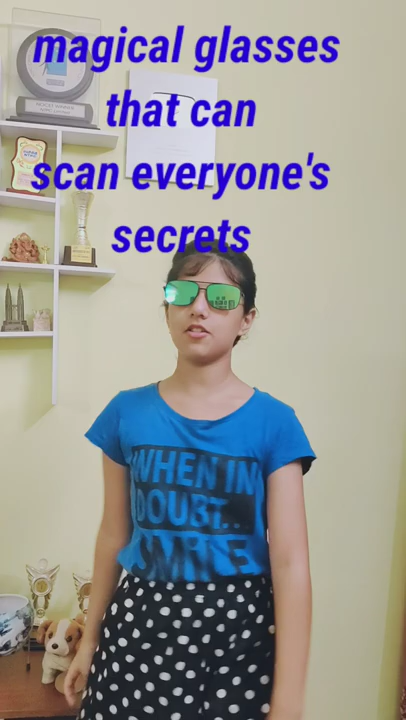 magical glasses
that can
scan everyone's
secrets
WHEN IN
DOUBT..
SMILE